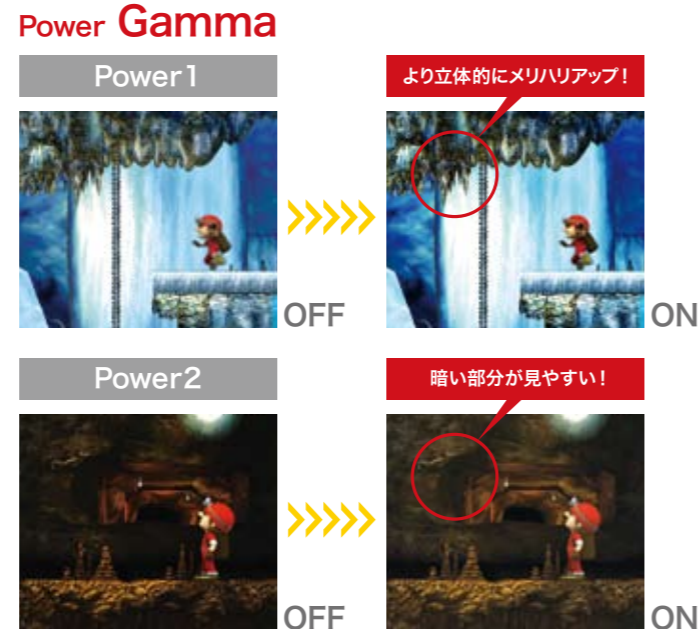 Power Gamma
Power1
より立体的にメリハリアップ！
OFF
ON
Power2
暗い部分が見やすい！
OFF
ON